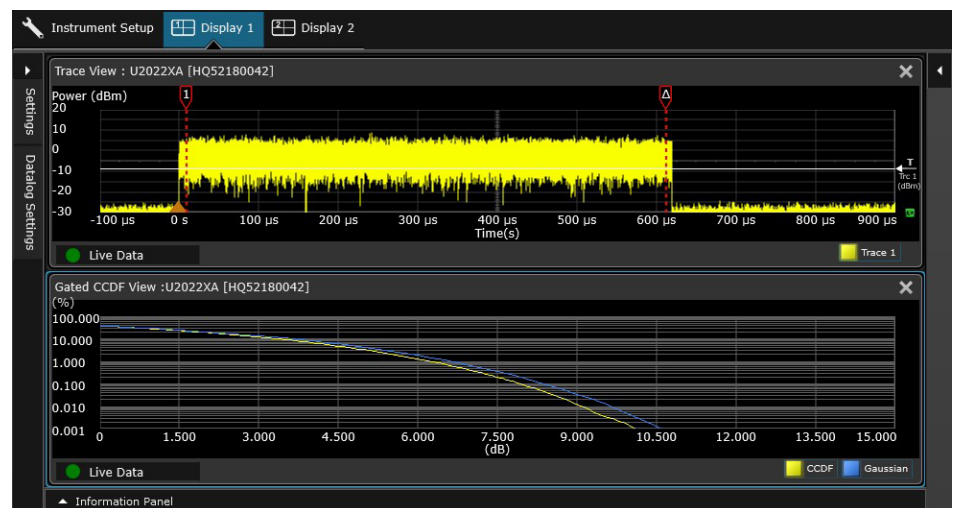 Instrument Setup 1 Display 1 2 Display 2
Settings
Datalog Settings
Trace View : U2022XA [HQ52180042]
Power (dBm)
1 Δ
20
10
0
-10
-20
-30
T
Trc 1
(dBm)
-100 µs 0 s 100 µs 200 µs 300 µs 400 µs 500 µs 600 µs 700 µs 800 µs 900 µs
Time(s)
Live Data Trace 1
Gated CCDF View :U2022XA [HQ52180042]
(%)
100.000
10.000
1.000
0.100
0.010
0.001
0 1.500 3.000 4.500 6.000 7.500 9.000 10.500 12.000 13.500 15.000
(dB)
Live Data CCDF Gaussian
Information Panel